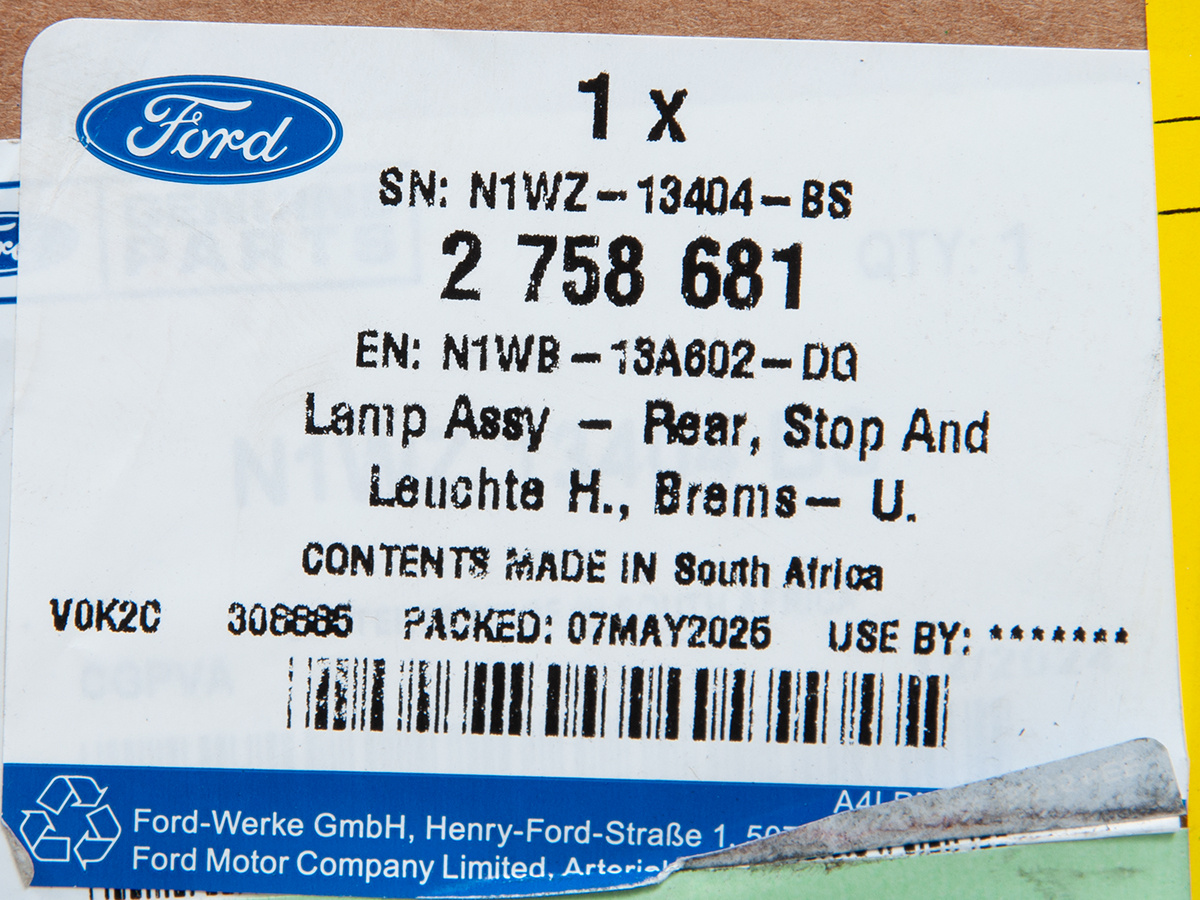 Ford
1 x
SN: N1WZ-13404-BS
2 758 681
QTY 1
EN: N1WB-13A602-DG
Lamp Assy - Rear, Stop And
Leuchte H., Brems- U.
CONTENTS MADE IN South Africa
V0K2C PACKED: 07MAY2025 USE BY: *******
Ford-Werke GmbH, Henry-Ford-Straße 1,
Ford Motor Company Limited,